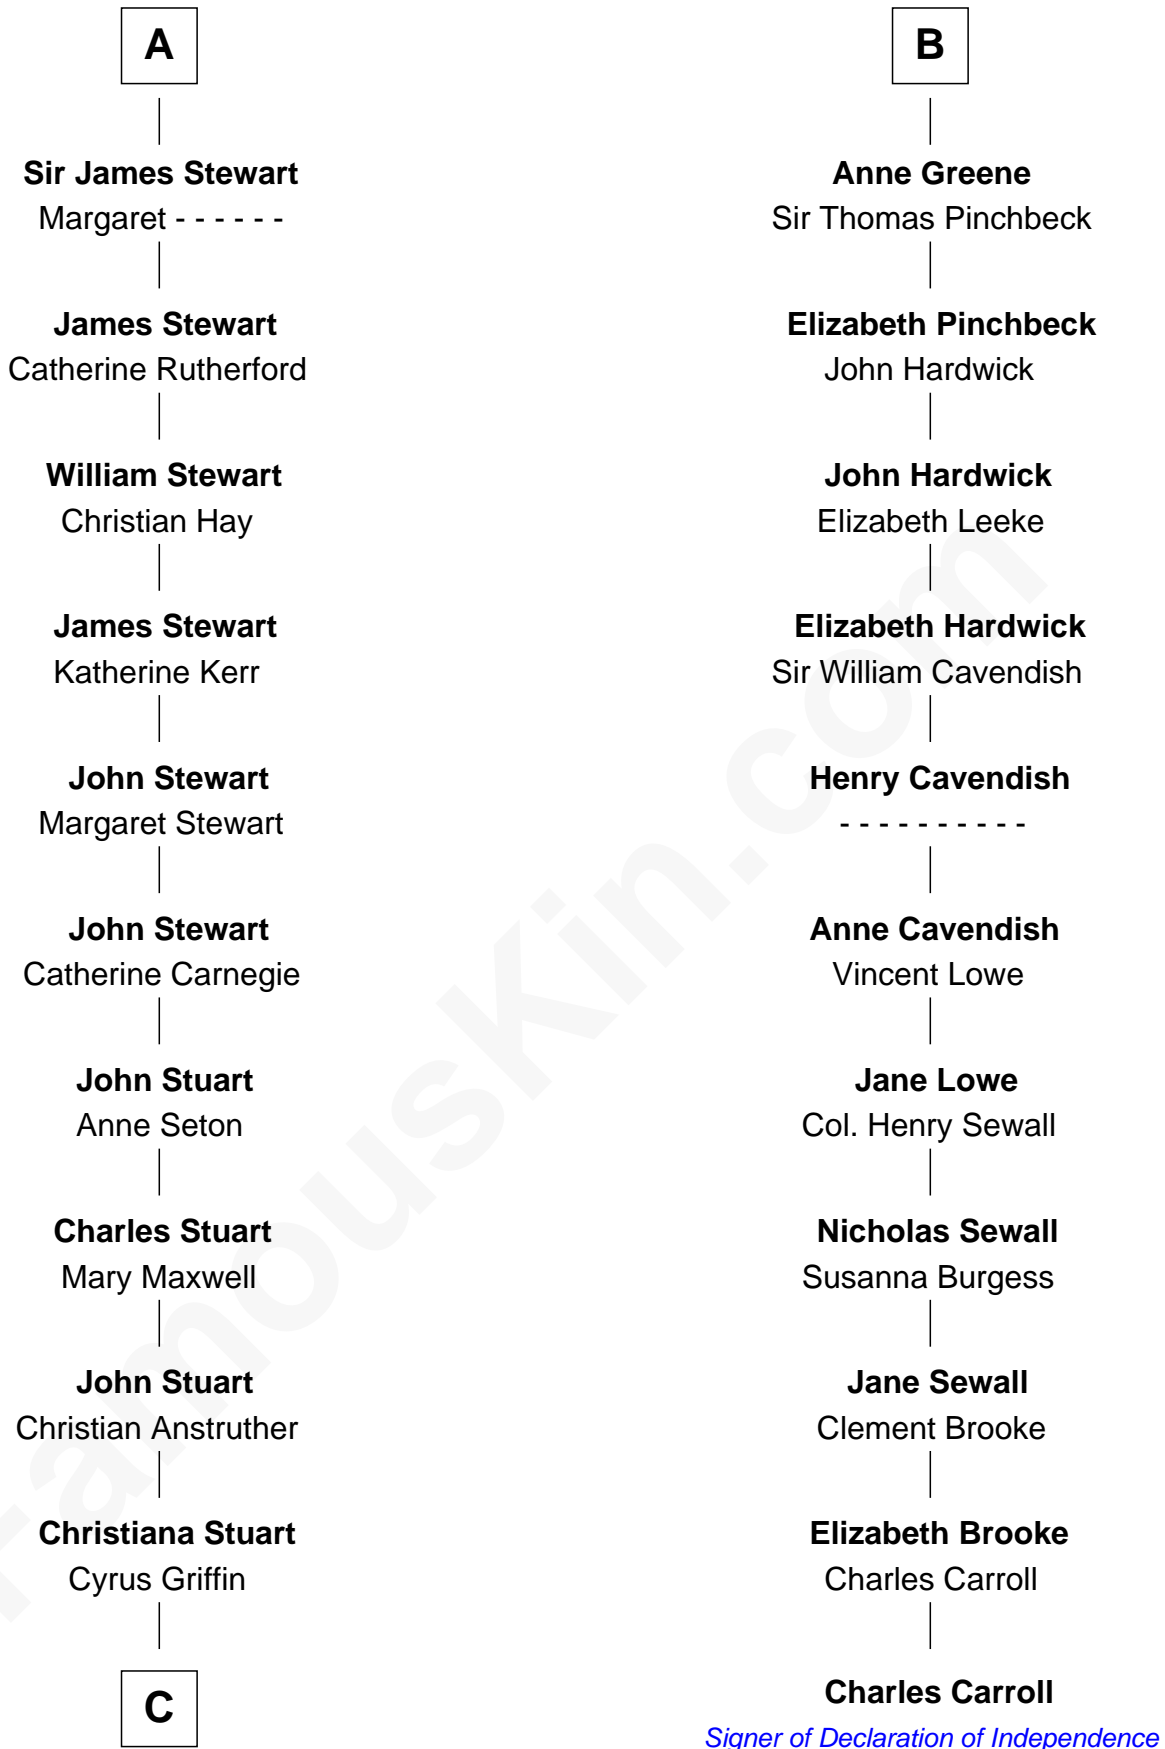 A
Sir James Stewart
Margaret - - - - - -
James Stewart
Catherine Rutherford
William Stewart
Christian Hay
James Stewart
Katherine Kerr
John Stewart
Margaret Stewart
John Stewart
Catherine Carnegie
John Stuart
Anne Seton
Charles Stuart
Mary Maxwell
John Stuart
Christian Anstruther
Christiana Stuart
Cyrus Griffin
C
B
Anne Greene
Sir Thomas Pinchbeck
Elizabeth Pinchbeck
John Hardwick
John Hardwick
Elizabeth Leeke
Elizabeth Hardwick
Sir William Cavendish
Henry Cavendish
- - - - - - - - - -
Anne Cavendish
Vincent Lowe
Jane Lowe
Col. Henry Sewall
Nicholas Sewall
Susanna Burgess
Jane Sewall
Clement Brooke
Elizabeth Brooke
Charles Carroll
Charles Carroll
Signer of Declaration of Independence
FamousKin.com